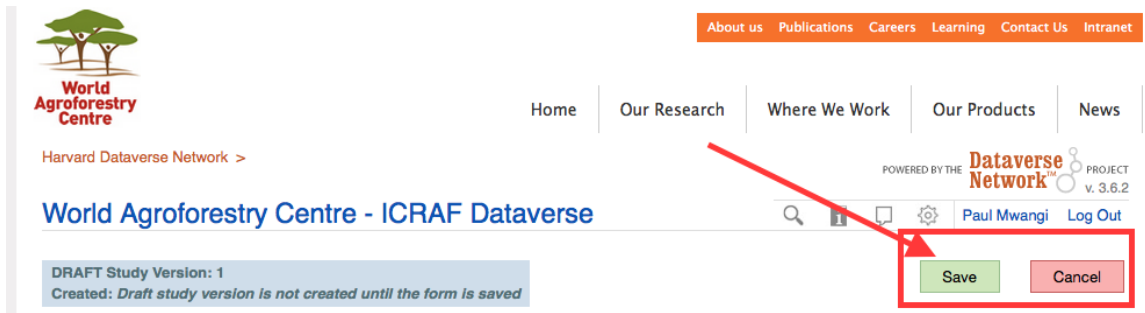 About us Publications Careers Learning Contact Us Intranet
World
Agroforestry
Centre
Home Our Research Where We Work Our Products News
Harvard Dataverse Network >
POWERED BY THE Dataverse Network™ PROJECT
v. 3.6.2
World Agroforestry Centre - ICRAF Dataverse
Paul Mwangi Log Out
DRAFT Study Version: 1
Created: Draft study version is not created until the form is saved
Save Cancel